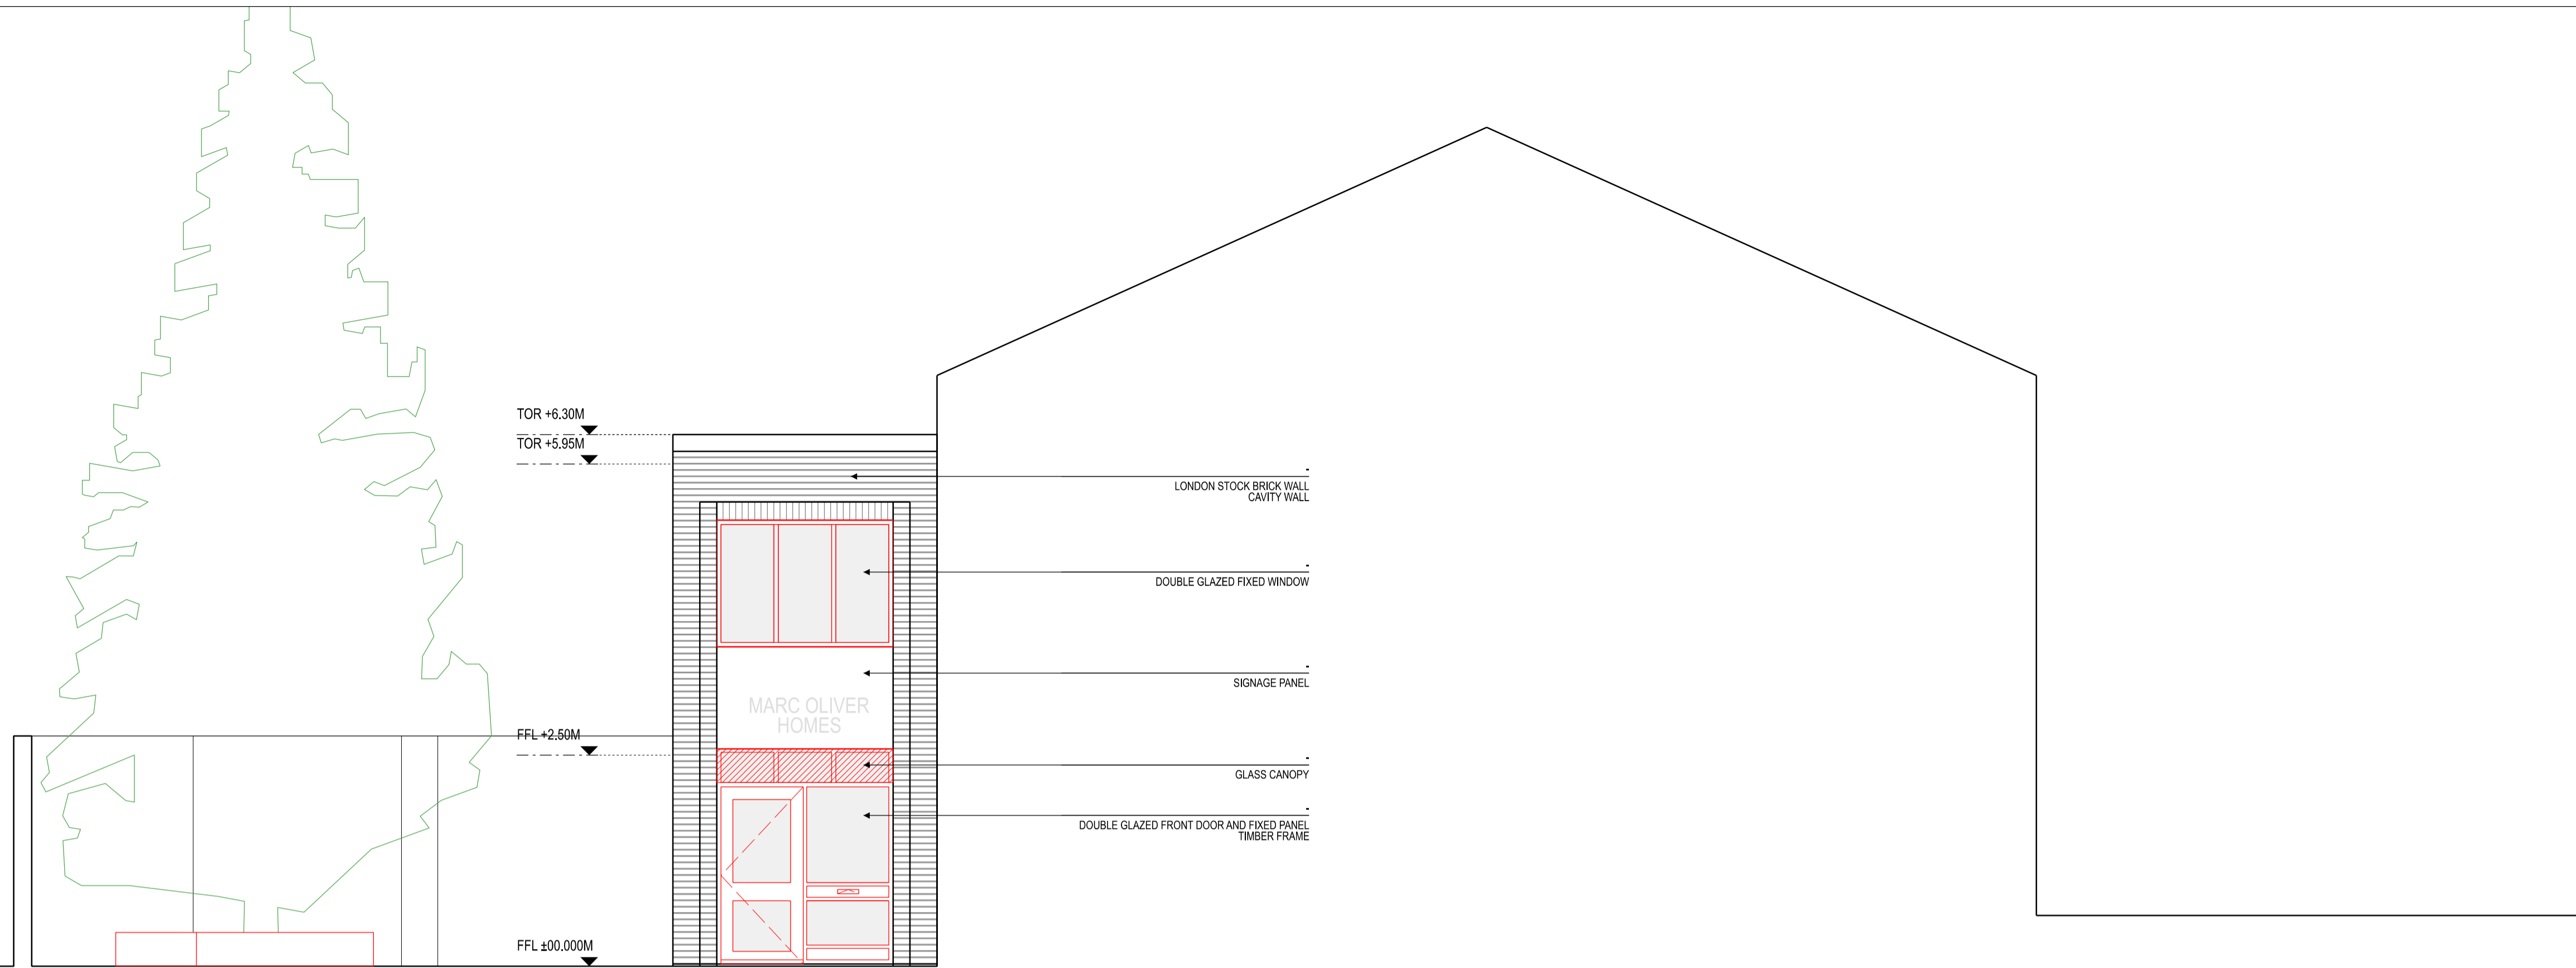 TOR +6.30M
TOR +5.95M
LONDON STOCK BRICK WALL
CAVITY WALL
DOUBLE GLAZED FIXED WINDOW
SIGNAGE PANEL
MARC OLIVER
HOMES
FFL +2.50M
GLASS CANOPY
DOUBLE GLAZED FRONT DOOR AND FIXED PANEL
TIMBER FRAME
FFL ±00.000M